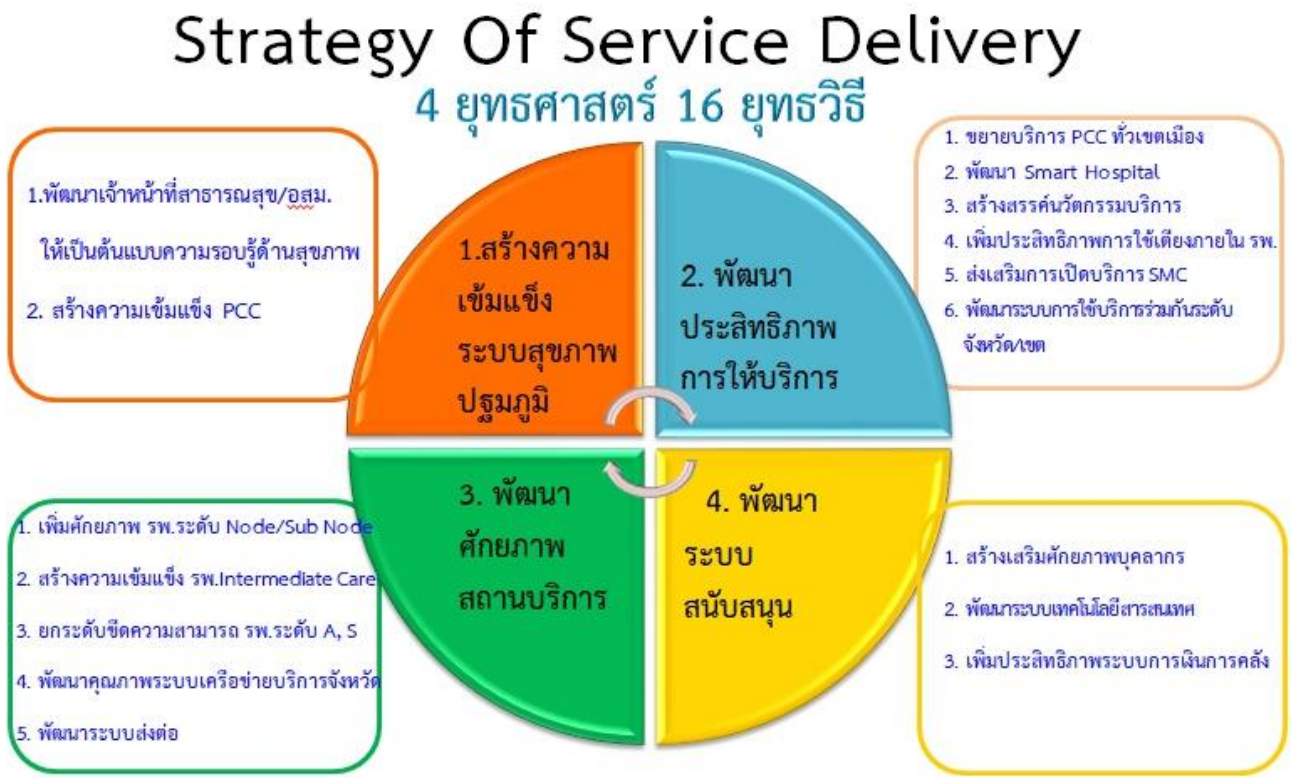 Strategy Of Service Delivery
4 ยุทธศาสตร์ 16 ยุทธวิธี
1.พัฒนาเจ้าหน้าที่สาธารณสุข/อสม.
ให้เป็นต้นแบบความรอบรู้ด้านสุขภาพ
2. สร้างความเข้มแข็ง PCC
1.สร้างความ
เข้มแข็ง
ระบบสุขภาพ
ปฐมภูมิ
2. พัฒนา
ประสิทธิภาพ
การให้บริการ
1. ขยายบริการ PCC ทั่วเขตเมือง
2. พัฒนา Smart Hospital
3. สร้างสรรค์นวัตกรรมบริการ
4. เพิ่มประสิทธิภาพการใช้เตียงภายใน รพ.
5. ส่งเสริมการเปิดบริการ SMC
6. พัฒนาระบบการใช้บริการร่วมกันระดับ
จังหวัด/เขต
1. เพิ่มศักยภาพ รพ.ระดับ Node/Sub Node
2. สร้างความเข้มแข็ง รพ.Intermediate Care
3. ยกระดับขีดความสามารถ รพ.ระดับ A, S
4. พัฒนาคุณภาพระบบเครือข่ายบริการจังหวัด
5. พัฒนาระบบส่งต่อ
3. พัฒนา
ศักยภาพ
สถานบริการ
4. พัฒนา
ระบบ
สนับสนุน
1. สร้างเสริมศักยภาพบุคลากร
2. พัฒนาระบบเทคโนโลยีสารสนเทศ
3. เพิ่มประสิทธิภาพระบบการเงินการคลัง